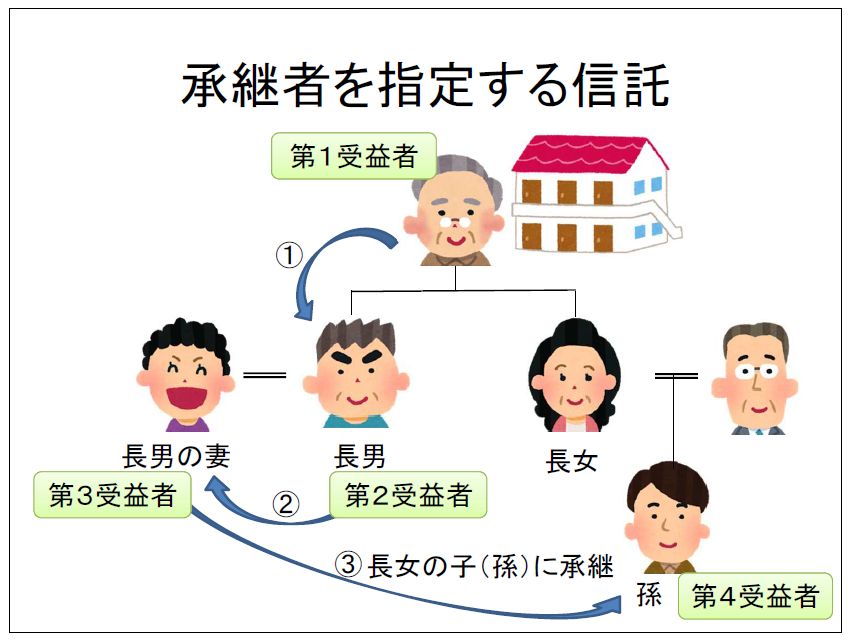 承継者を指定する信託
第１受益者
①
長男の妻
長男
長女
第３受益者
②
第２受益者
③長女の子（孫）に承継
孫
第４受益者